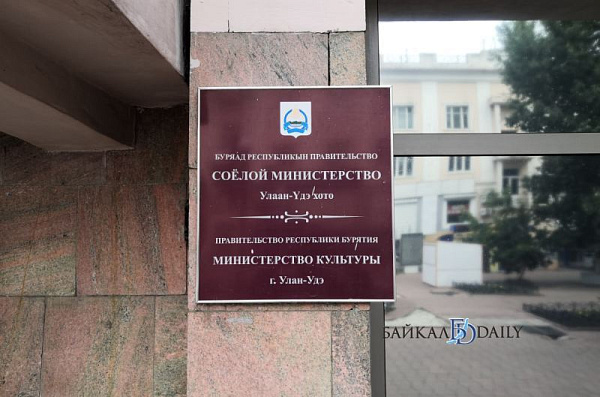 БУРЯАД РЕСПУБЛИКЫН ПРАВИТЕЛЬСТВО
СОЁЛОЙ МИНИСТЕРСТВО
Улаан-Үдэ хото
ПРАВИТЕЛЬСТВО РЕСПУБЛИКИ БУРЯТИЯ
МИНИСТЕРСТВО КУЛЬТУРЫ
г. Улан-Удэ
БАЙКАЛ DAILY